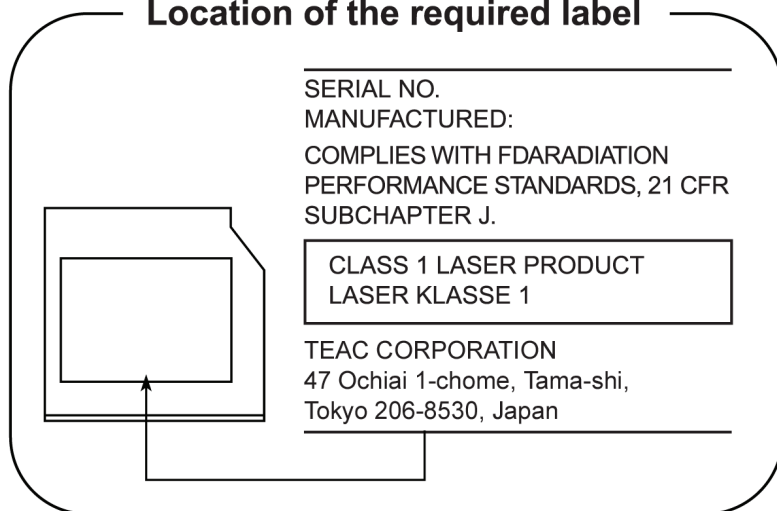 Location of the required label
SERIAL NO.
MANUFACTURED:
COMPLIES WITH FDARADIATION
PERFORMANCE STANDARDS, 21 CFR
SUBCHAPTER J.
CLASS 1 LASER PRODUCT
LASER KLASSE 1
TEAC CORPORATION
47 Ochiai 1-chome, Tama-shi,
Tokyo 206-8530, Japan